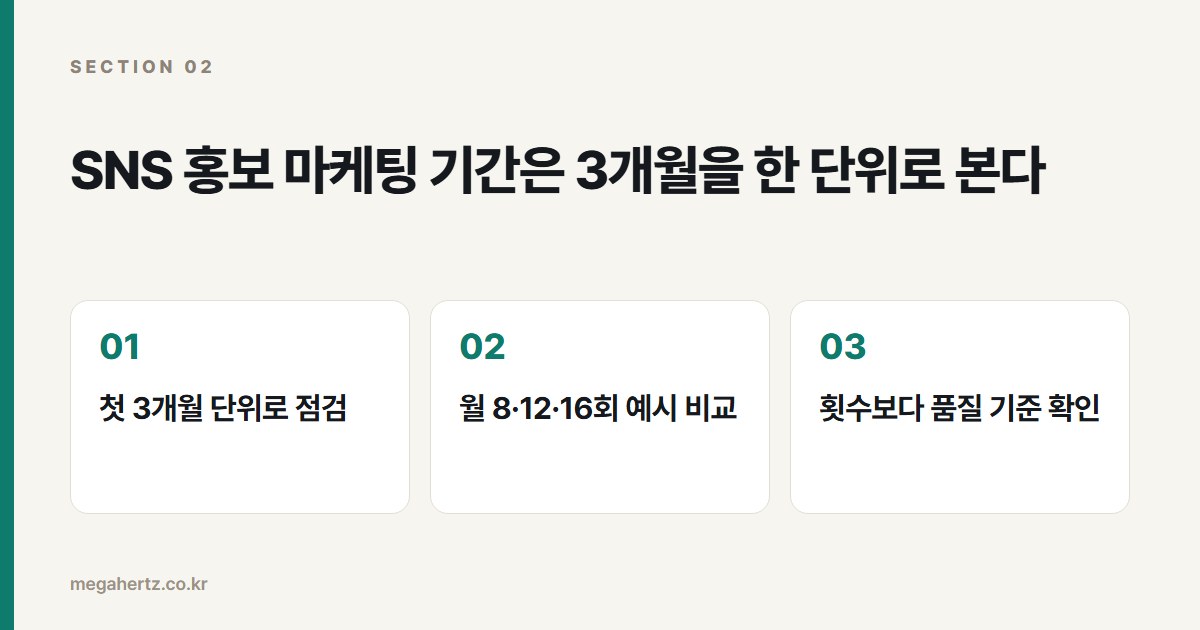 SECTION 02
SNS 홍보 마케팅 기간은 3개월을 한 단위로 본다
01
첫 3개월 단위로 점검
02
월 8·12·16회 예시 비교
03
횟수보다 품질 기준 확인
megahertz.co.kr